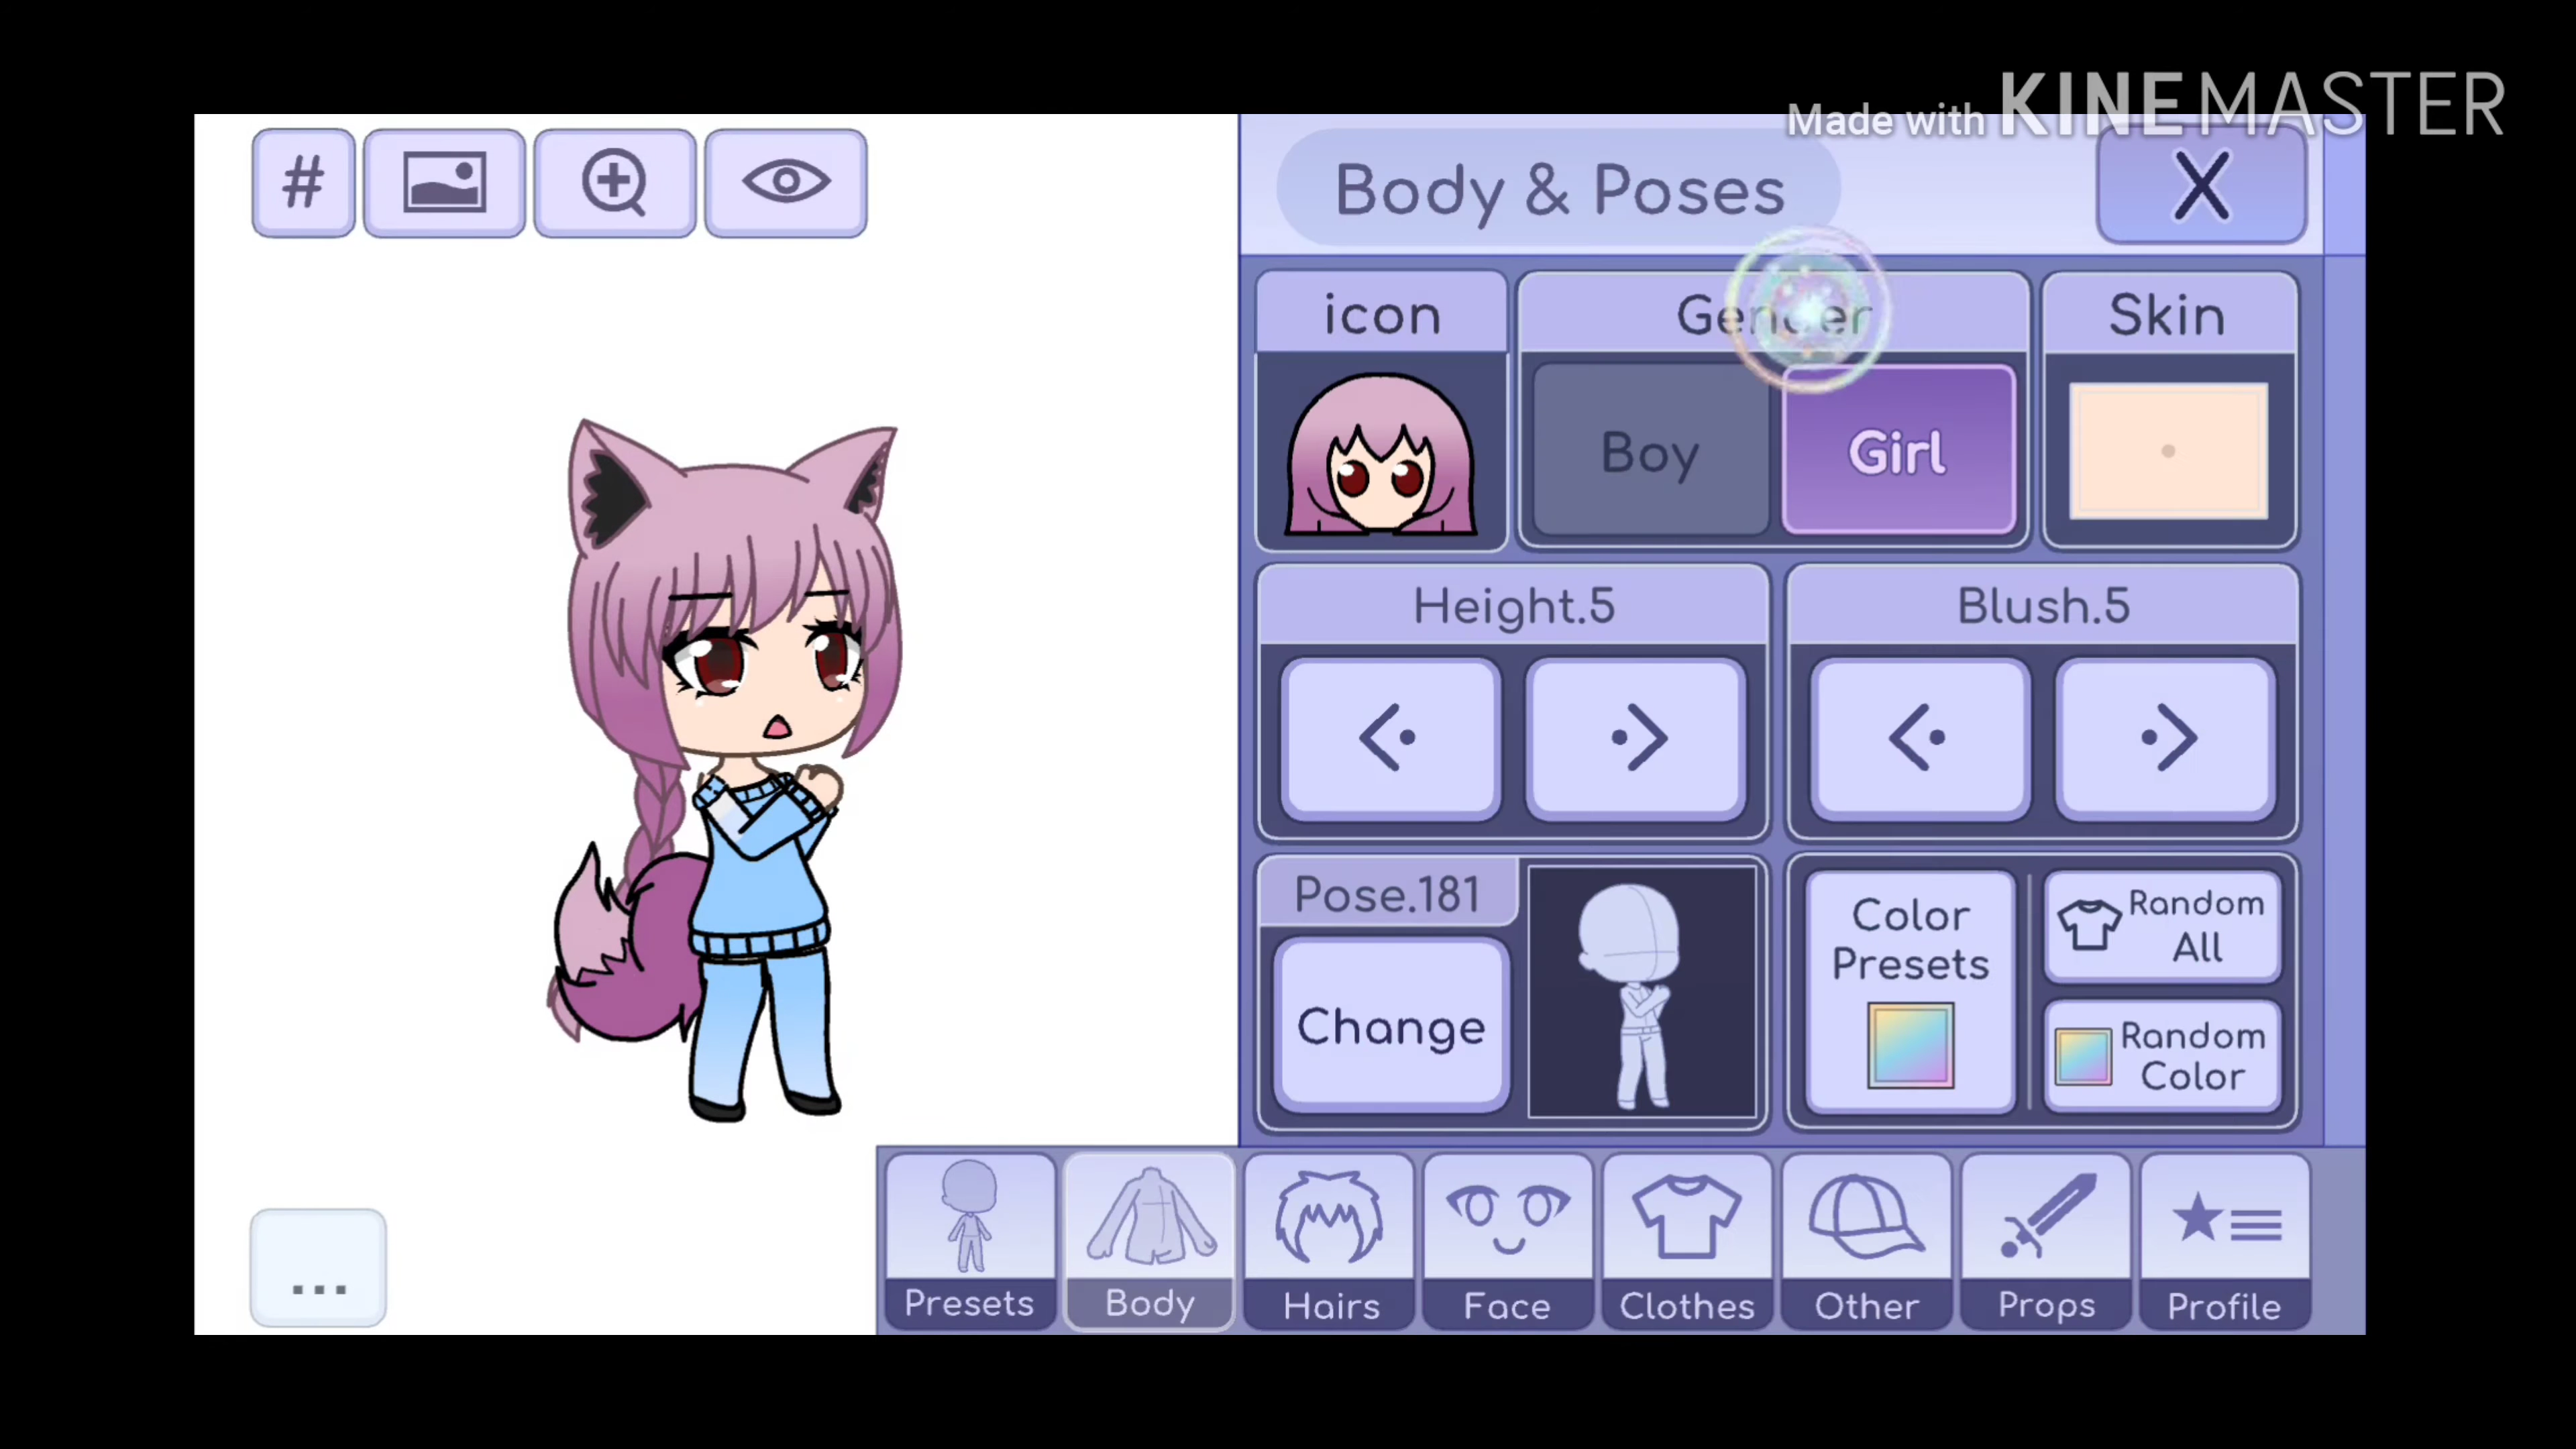 Made with KINEMASTER
#
Body & Poses
X
icon
Gender
Skin
Boy
Girl
Height.5
Blush.5
Pose.181
Change
Color
Presets
Random
All
Random
Color
...
Presets
Body
Hairs
Face
Clothes
Other
Props
Profile